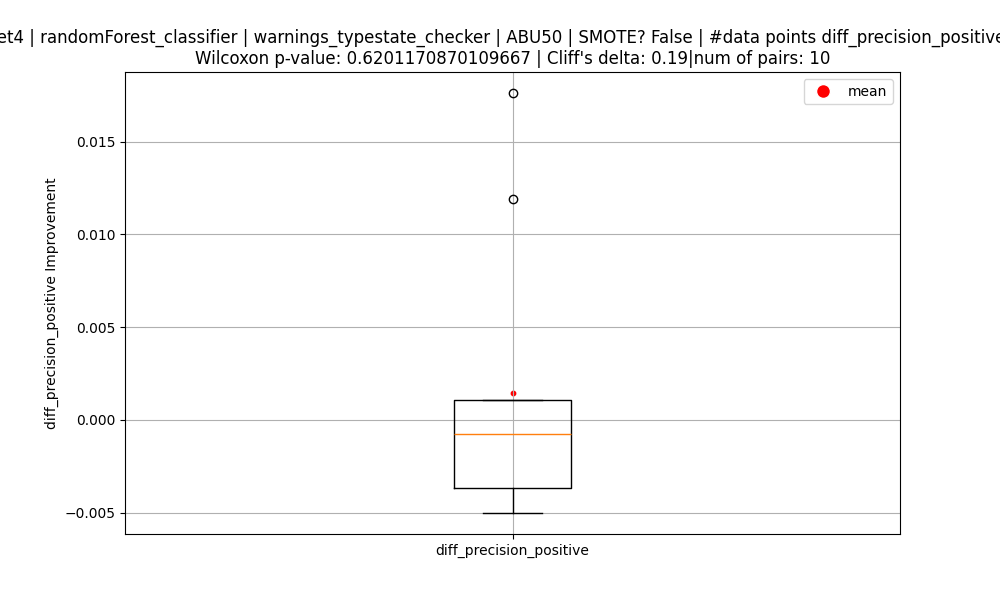 et4 | randomForest_classifier | warnings_typestate_checker | ABU50 | SMOTE? False | #data points diff_precision_positive
Wilcoxon p-value: 0.6201170870109667 | Cliff's delta: 0.19|num of pairs: 10
mean
0.015
0.010
0.005
0.000
−0.005
diff_precision_positive Improvement
diff_precision_positive